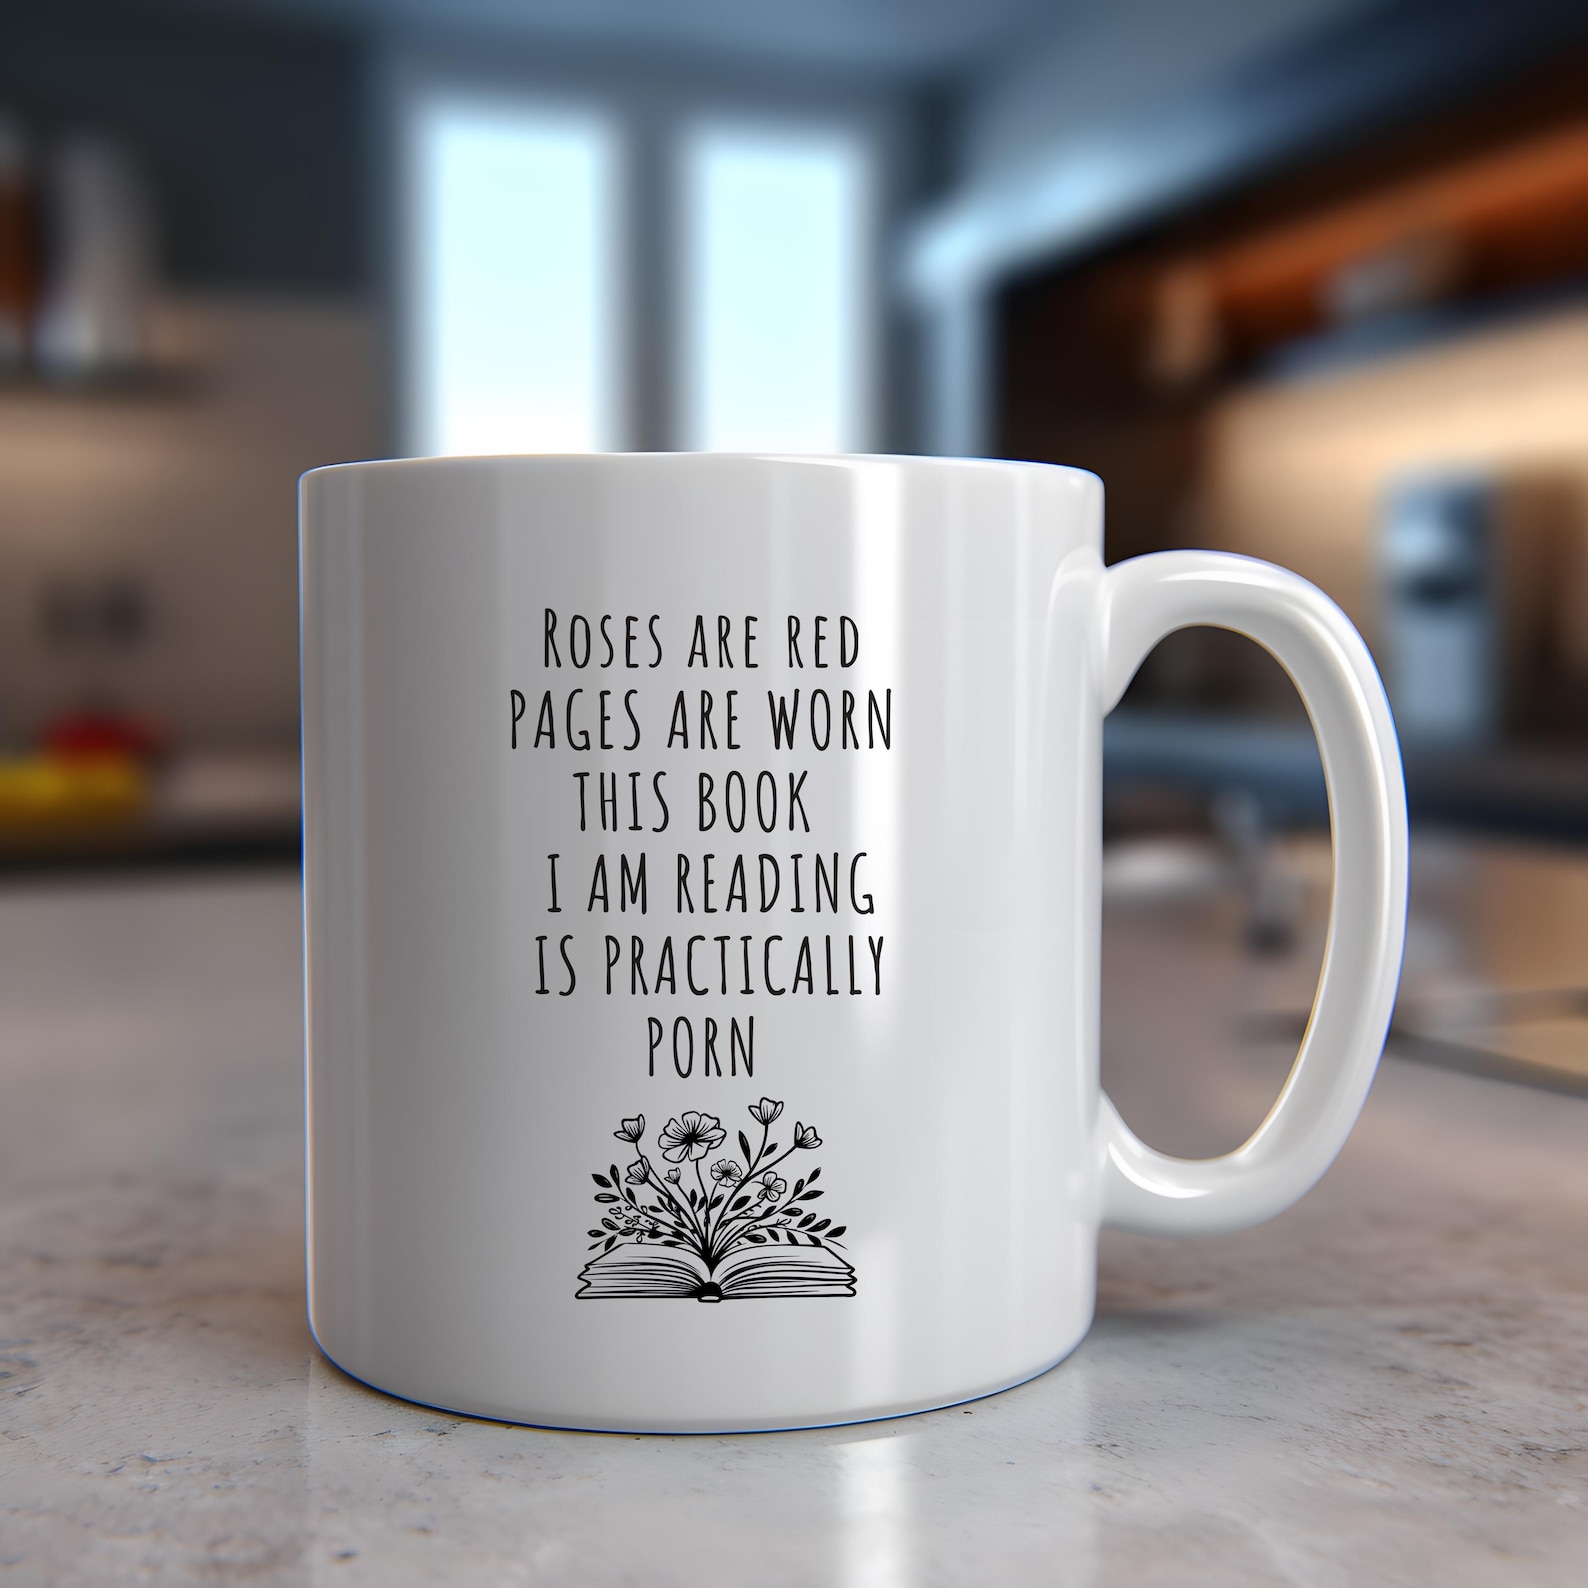 ROSES ARE RED
PAGES ARE WORN
THIS BOOK
I AM READING
IS PRACTICALLY
PORN